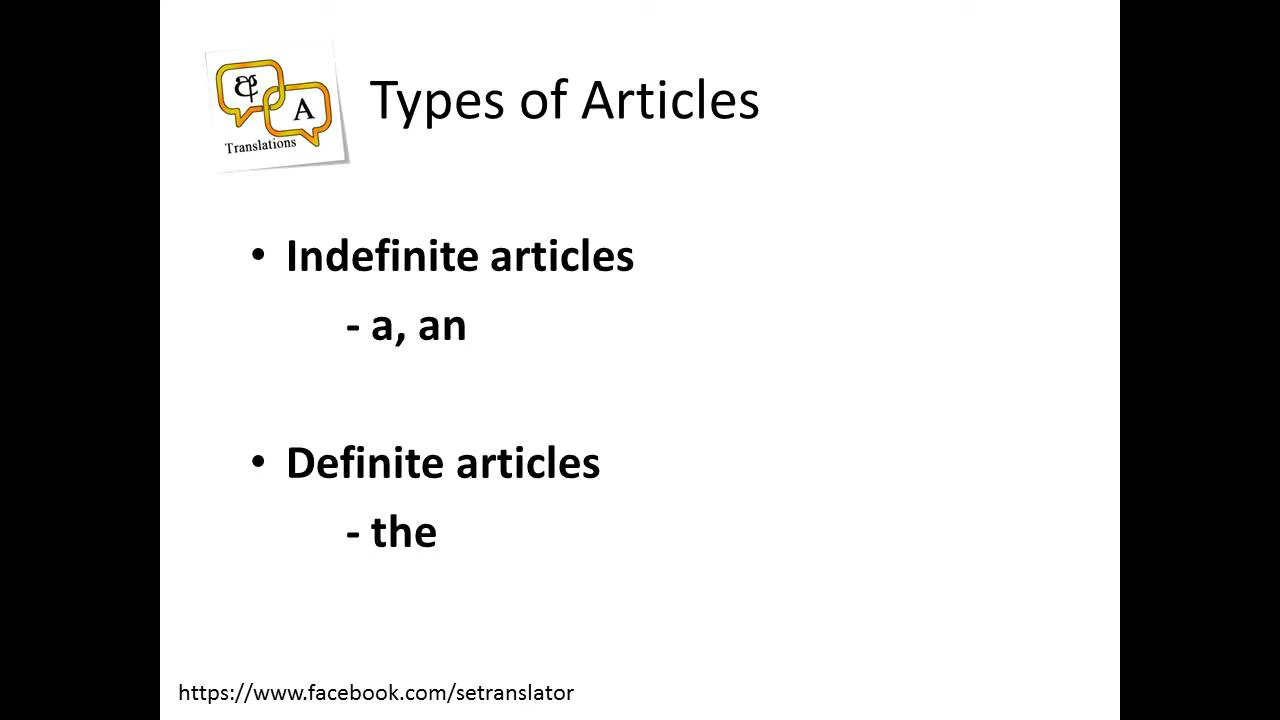 අ
A
Translations
Types of Articles
• Indefinite articles
- a, an
• Definite articles
- the
https://www.facebook.com/setranslator